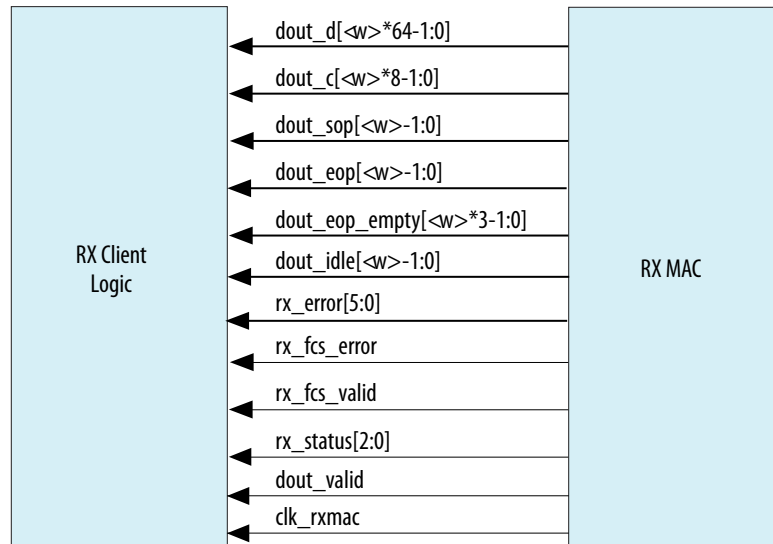 dout_d[<w>*64-1:0]
dout_c[<w>*8-1:0]
dout_sop[<w>-1:0]
dout_eop[<w>-1:0]
dout_eop_empty[<w>*3-1:0]
RX Client
Logic
dout_idle[<w>-1:0]
RX MAC
rx_error[5:0]
rx_fcs_error
rx_fcs_valid
rx_status[2:0]
dout_valid
clk_rxmac